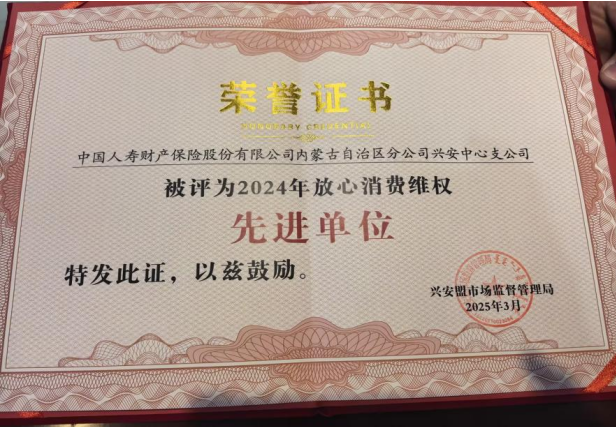 荣誉证书
中国人寿财产保险股份有限公司内蒙古自治区分公司兴安中心支公司
被评为2024年放心消费维权
先进单位
特发此证，以兹鼓励。
兴安盟市场监督管理局
2025年3月